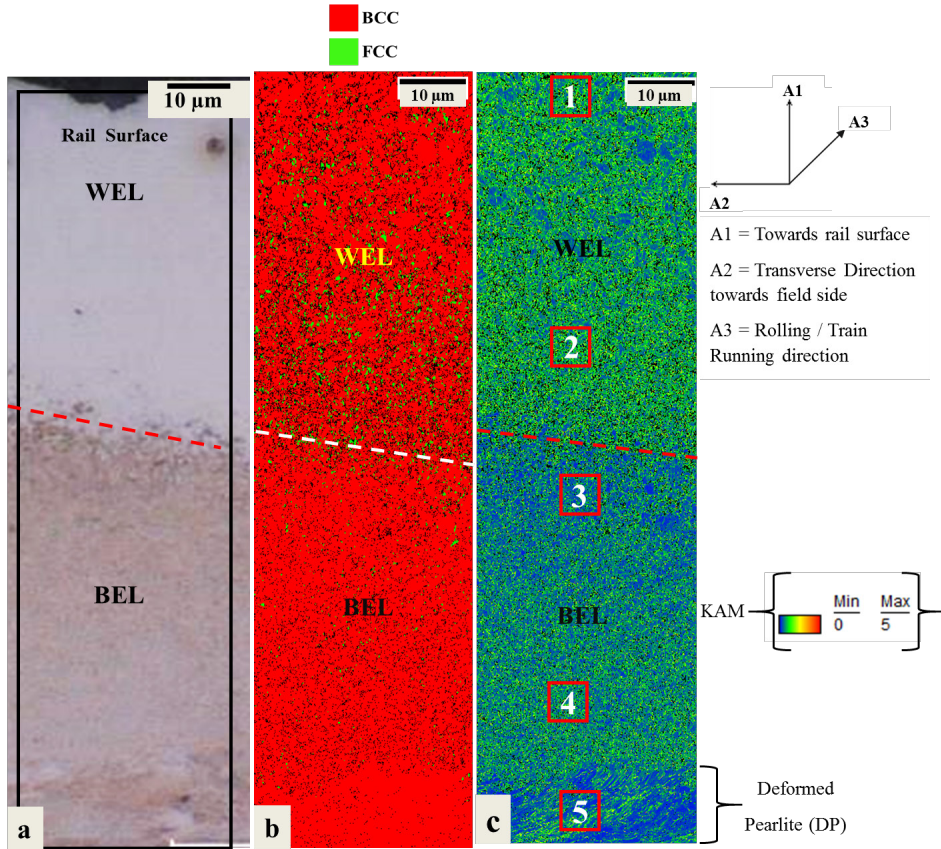 BCC
FCC
10 µm
Rail Surface
WEL
BEL
a
10 µm
WEL
BEL
b
10 µm
1
WEL
2
3
BEL
4
5
c
A1
A3
A2
A1 = Towards rail surface
A2 = Transverse Direction
towards field side
A3 = Rolling / Train
Running direction
KAM
Min Max
0 5
Deformed
Pearlite (DP)